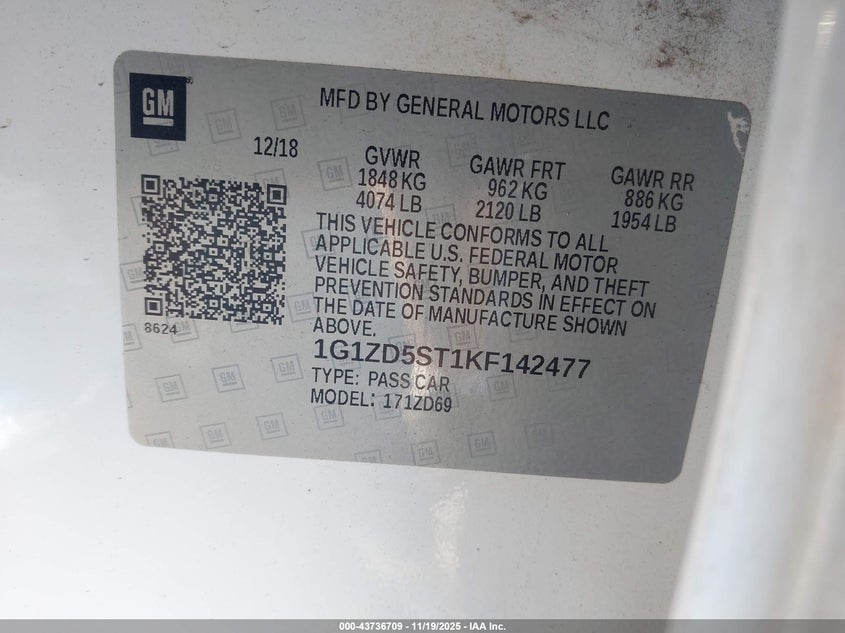 GM
MFD BY GENERAL MOTORS LLC
12/18
GVWR
1848 KG
4074 LB
GAWR FRT
962 KG
2120 LB
GAWR RR
886 KG
1954 LB
THIS VEHICLE CONFORMS TO ALL
APPLICABLE U.S. FEDERAL MOTOR
VEHICLE SAFETY, BUMPER, AND THEFT
PREVENTION STANDARDS IN EFFECT ON
THE DATE OF MANUFACTURE SHOWN
ABOVE.
8624
1G1ZD5ST1KF142477
TYPE: PASS CAR
MODEL: 171ZD69
000-43736709 - 11/19/2025 - IAA Inc.